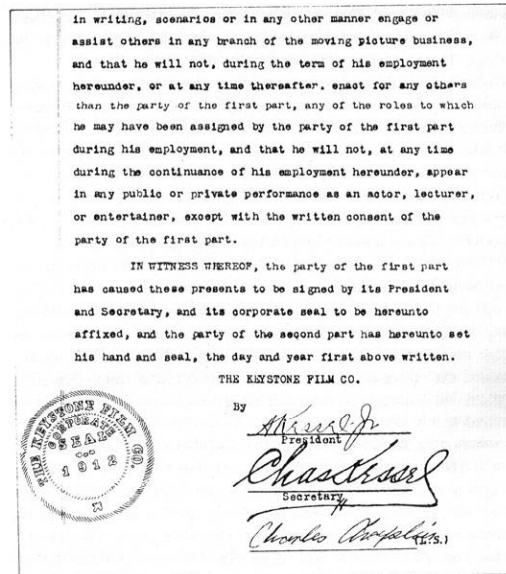 in writing, scenarios or in any other manner engage or
assist others in any branch of the moving picture business,
and that he will not, during the term of his employment
hereunder, or at any time thereafter, enact for any others
than the party of the first part, any of the roles to which
he may have been assigned by the party of the first part
during his employment, and that he will not, at any time
during the continuance of his employment hereunder, appear
in any public or private performance as an actor, lecturer,
or entertainer, except with the written consent of the
party of the first part.
IN WITNESS WHEREOF, the party of the first part
has caused these presents to be signed by its President
and Secretary, and its corporate seal to be hereunto
affixed, and the party of the second part has hereunto set
his hand and seal, the day and year first above written.
THE KEYSTONE FILM CO.
By
A Kessel Jr
President
Chas Kessel
Secretary
Charles Chaplin (L.S.)
THE KEYSTONE FILM CO.
CORPORATE
SEAL
1912